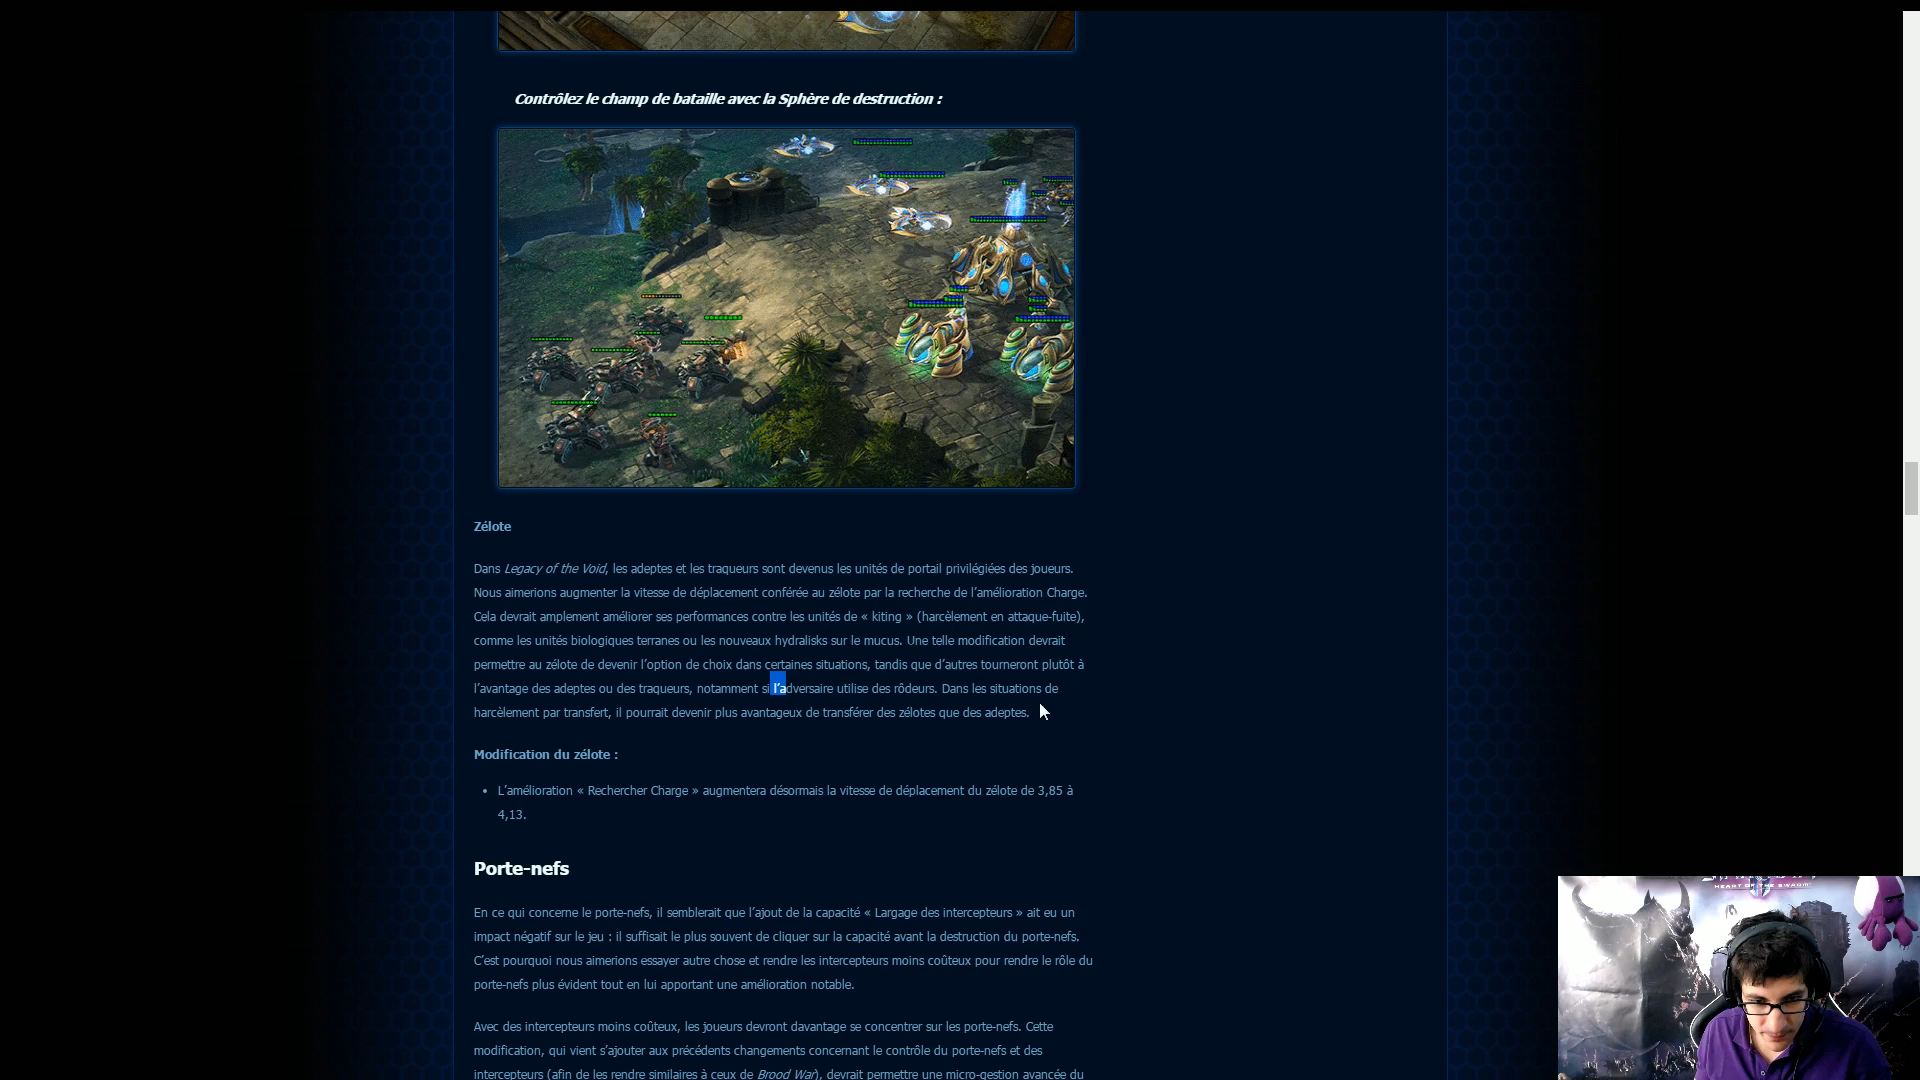 Contrôlez le champ de bataille avec la Sphère de destruction :
Zélote
Dans Legacy of the Void, les adeptes et les traqueurs sont devenus les unités de portail privilégiées des joueurs.
Nous aimerions augmenter la vitesse de déplacement conférée au zélote par la recherche de l’amélioration Charge.
Cela devrait amplement améliorer ses performances contre les unités de « kiting » (harcèlement en attaque-fuite),
comme les unités biologiques terranes ou les nouveaux hydralisks sur le mucus. Une telle modification devrait
permettre au zélote de devenir l’option de choix dans certaines situations, tandis que d’autres tourneront plutôt à
l’avantage des adeptes ou des traqueurs, notamment si l’adversaire utilise des rôdeurs. Dans les situations de
harcèlement par transfert, il pourrait devenir plus avantageux de transférer des zélotes que des adeptes.
Modification du zélote :
• L’amélioration « Rechercher Charge » augmentera désormais la vitesse de déplacement du zélote de 3,85 à
4,13.
Porte-nefs
En ce qui concerne le porte-nefs, il semblerait que l’ajout de la capacité « Largage des intercepteurs » ait eu un
impact négatif sur le jeu : il suffisait le plus souvent de cliquer sur la capacité avant la destruction du porte-nefs.
C’est pourquoi nous aimerions essayer autre chose et rendre les intercepteurs moins coûteux pour rendre le rôle du
porte-nefs plus évident tout en lui apportant une amélioration notable.
Avec des intercepteurs moins coûteux, les joueurs devront davantage se concentrer sur les porte-nefs. Cette
modification, qui vient s’ajouter aux précédents changements concernant le contrôle du porte-nefs et des
intercepteurs (afin de les rendre similaires à ceux de Brood War), devrait permettre une micro-gestion avancée du
HEART OF THE SWARM